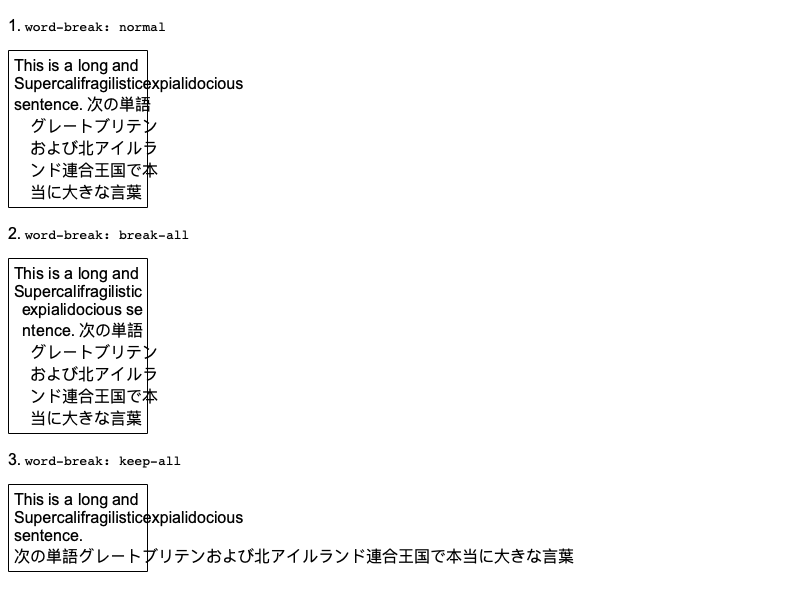 1. word-break: normal
This is a long and
Supercalifragilisticexpialidocious
sentence. 次の単語
グレートブリテン
および北アイルラ
ンド連合王国で本
当に大きな言葉
2. word-break: break-all
This is a long and
Supercalifragilistic
expialidocious se
ntence. 次の単語
グレートブリテン
および北アイルラ
ンド連合王国で本
当に大きな言葉
3. word-break: keep-all
This is a long and
Supercalifragilisticexpialidocious
sentence.
次の単語グレートブリテンおよび北アイルランド連合王国で本当に大きな言葉